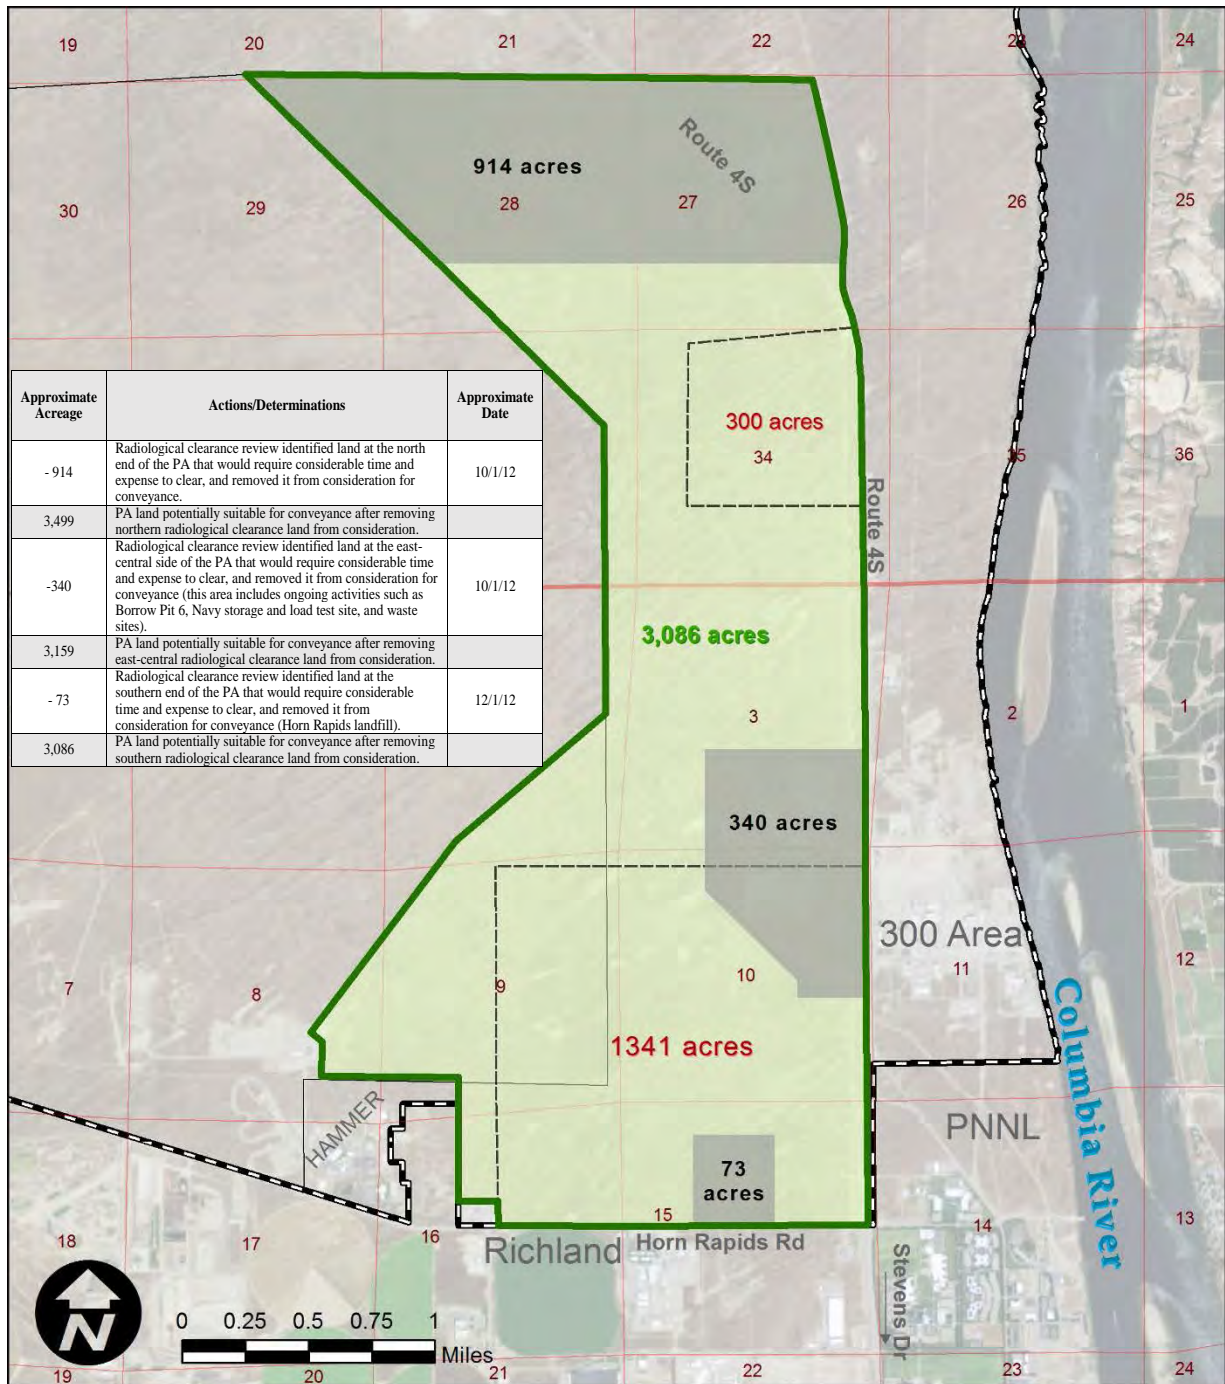 19
20
21
22
23
24
914 acres
Route 4S
30
29
28
27
26
25
Approximate Acreage
Actions/Determinations
Approximate Date
- 914
Radiological clearance review identified land at the north
end of the PA that would require considerable time and
expense to clear, and removed it from consideration for
conveyance.
10/1/12
3,499
PA land potentially suitable for conveyance after removing
northern radiological clearance land from consideration.
-340
Radiological clearance review identified land at the east-
central side of the PA that would require considerable time
and expense to clear, and removed it from consideration for
conveyance (this area includes ongoing activities such as
Borrow Pit 6, Navy storage and load test site, and waste
sites).
10/1/12
3,159
PA land potentially suitable for conveyance after removing
east-central radiological clearance land from consideration.
- 73
Radiological clearance review identified land at the
southern end of the PA that would require considerable
time and expense to clear, and removed it from
consideration for conveyance (Horn Rapids landfill).
12/1/12
3,086
PA land potentially suitable for conveyance after removing
southern radiological clearance land from consideration.
300 acres
34
35
36
Route 4S
3,086 acres
3
2
1
340 acres
300 Area
7
8
9
10
11
12
1341 acres
Columbia River
HAMMER
PNNL
73
acres
18
17
16
15
14
13
Richland
Horn Rapids Rd
Stevens Dr
N
0 0.25 0.5 0.75 1
Miles
19
20
21
22
23
24